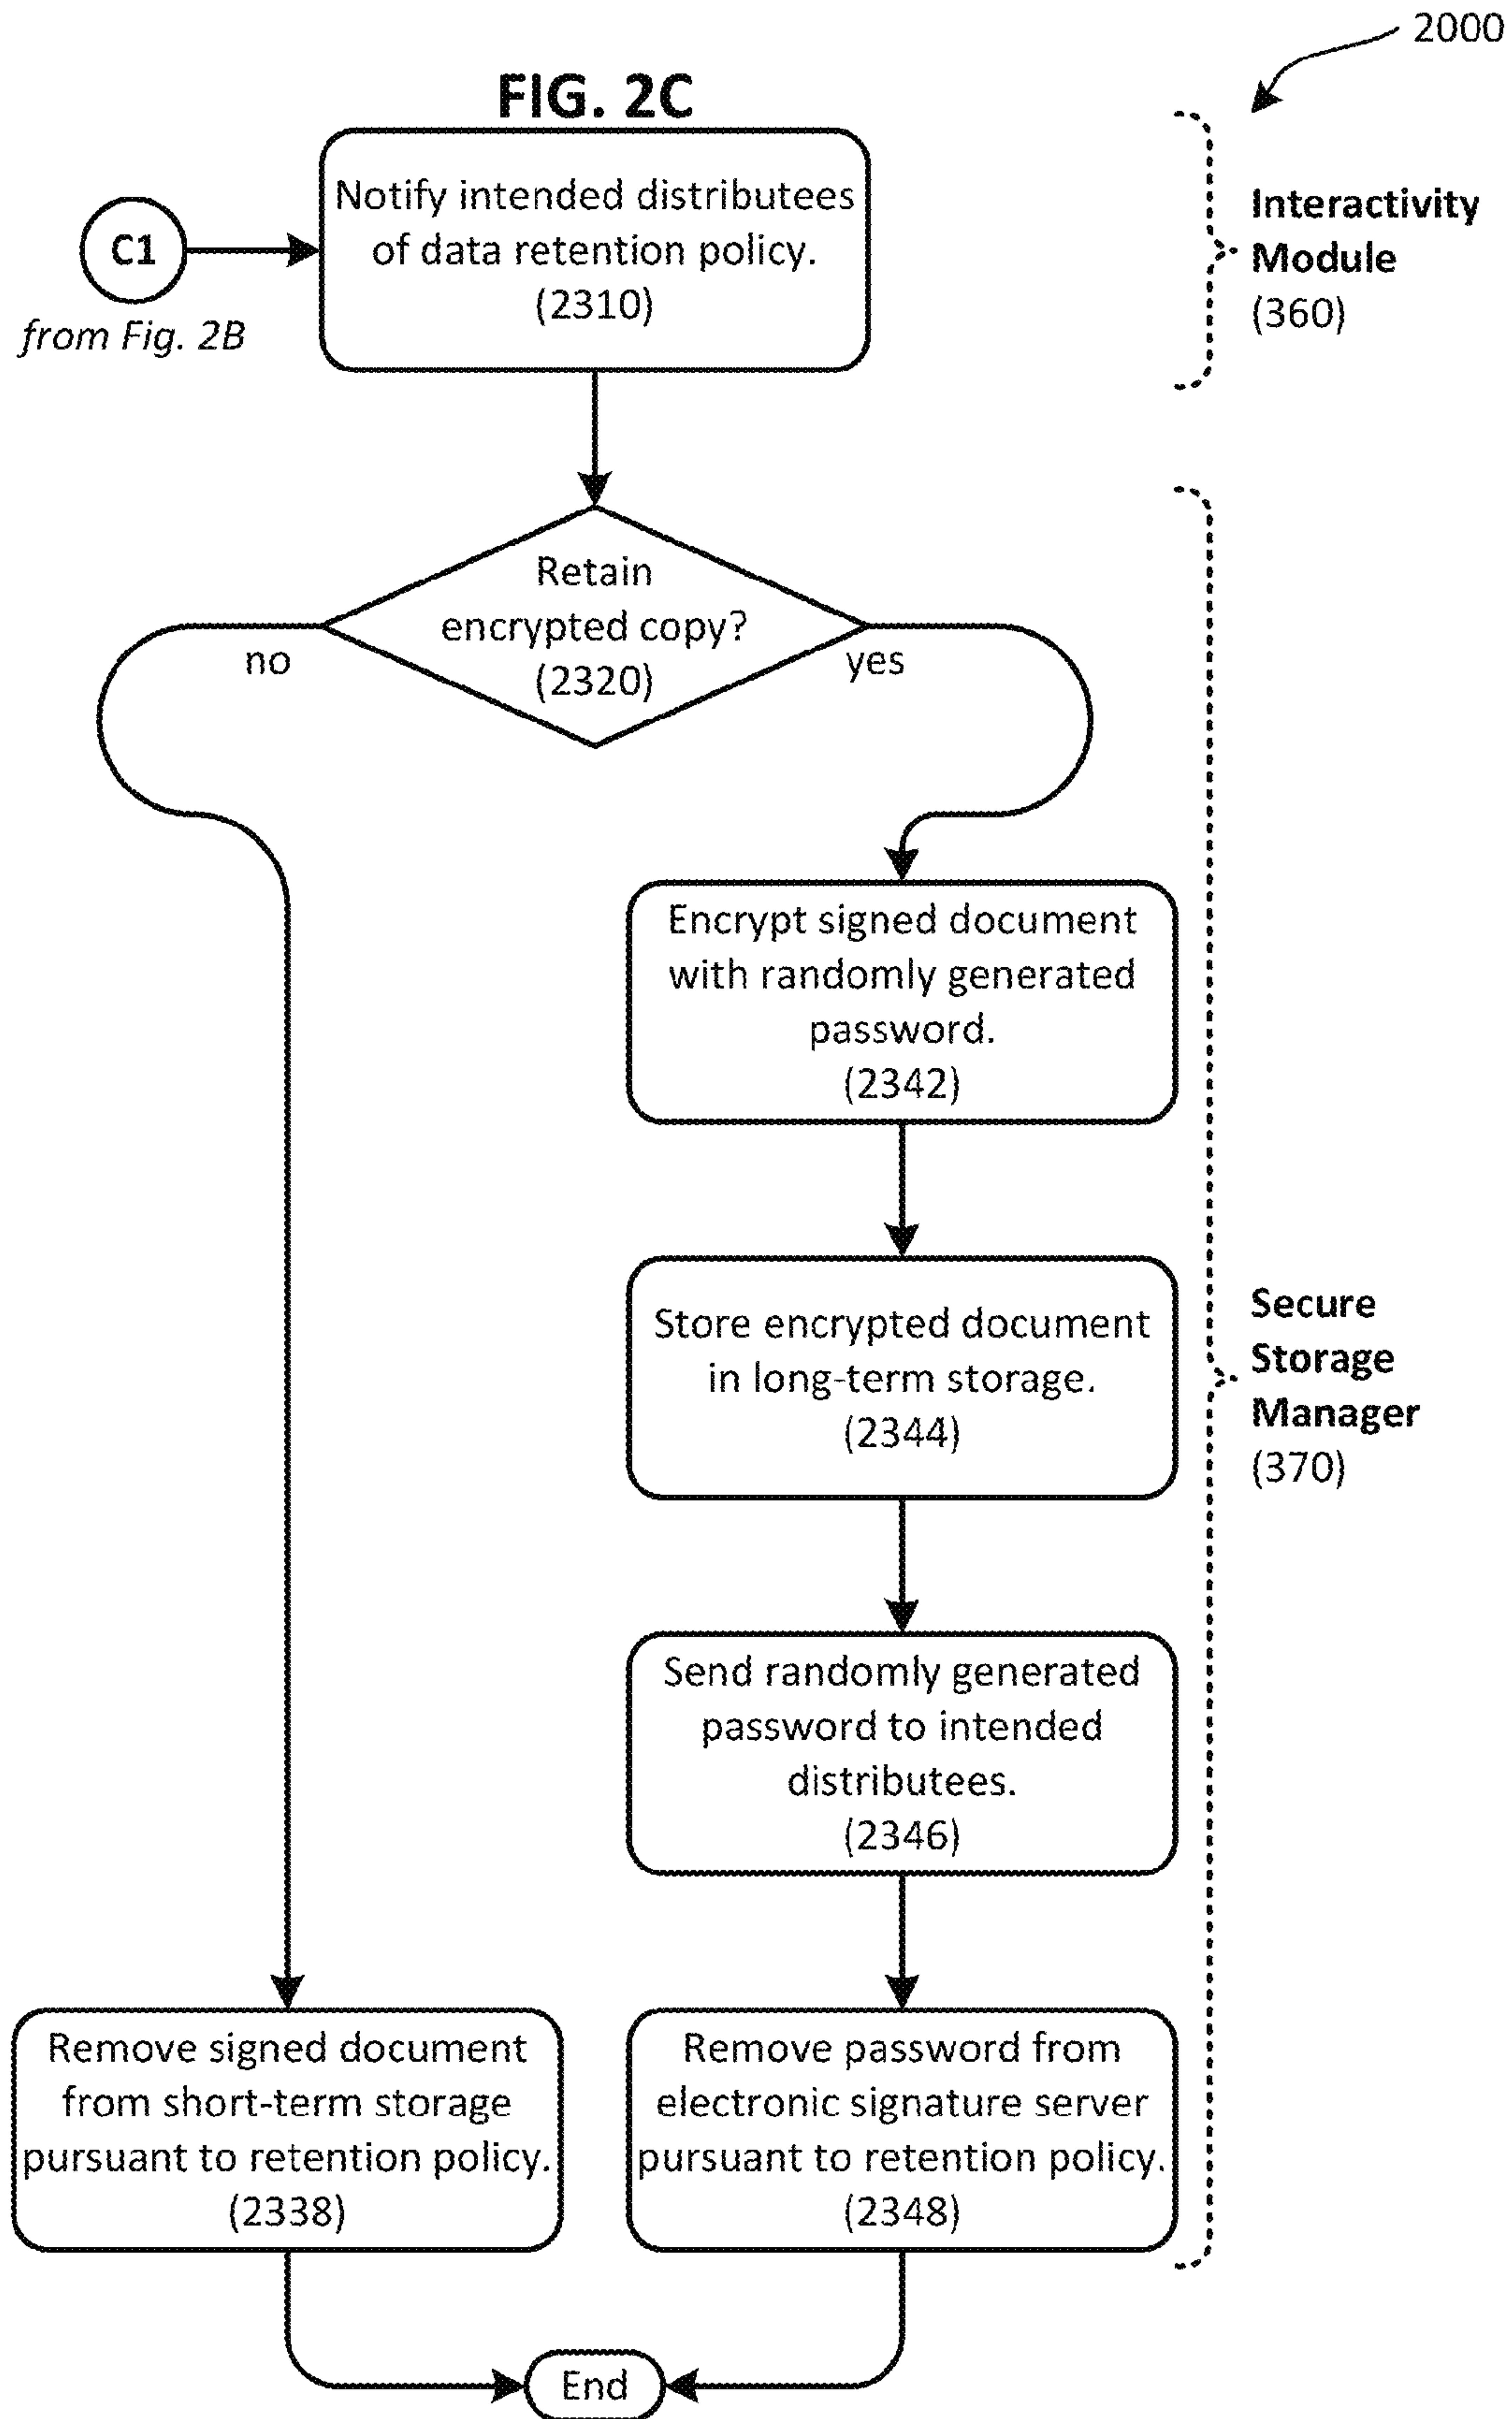 2000
FIG. 2C
Notify intended distributees
of data retention policy.
(2310)
C1
from Fig. 2B
Interactivity
Module
(360)
Retain
encrypted copy?
(2320)
no
yes
Encrypt signed document
with randomly generated
password.
(2342)
Store encrypted document
in long-term storage.
(2344)
Secure
Storage
Manager
(370)
Send randomly generated
password to intended
distributees.
(2346)
Remove signed document
from short-term storage
pursuant to retention policy.
(2338)
Remove password from
electronic signature server
pursuant to retention policy.
(2348)
End